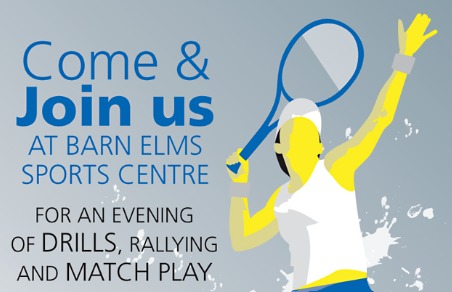 Come &
Join us
AT BARN ELMS
SPORTS CENTRE
FOR AN EVENING
OF DRILLS, RALLYING
AND MATCH PLAY